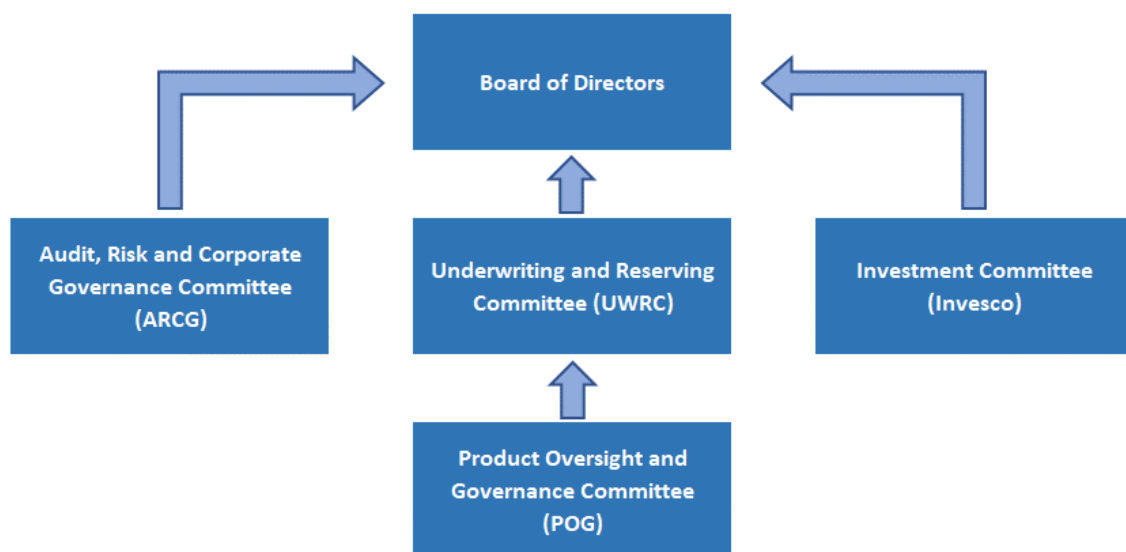 Board of Directors
Audit, Risk and Corporate
Governance Committee
(ARCG)
Underwriting and Reserving
Committee (UWRC)
Investment Committee
(Invesco)
Product Oversight and
Governance Committee
(POG)